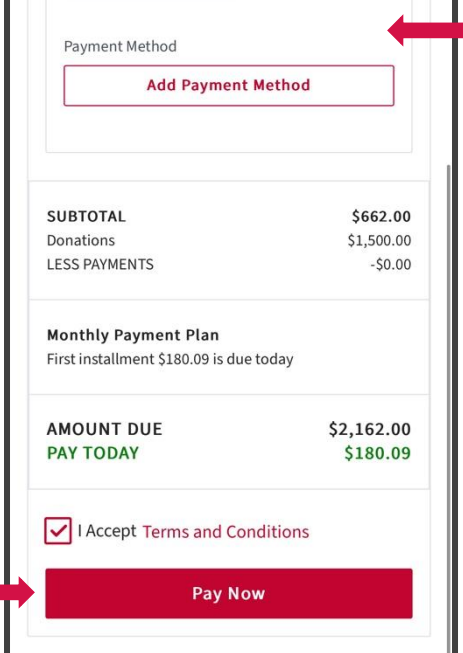 Payment Method
Add Payment Method
SUBTOTAL $662.00
Donations $1,500.00
LESS PAYMENTS -$0.00
Monthly Payment Plan
First installment $180.09 is due today
AMOUNT DUE $2,162.00
PAY TODAY $180.09
I Accept Terms and Conditions
Pay Now